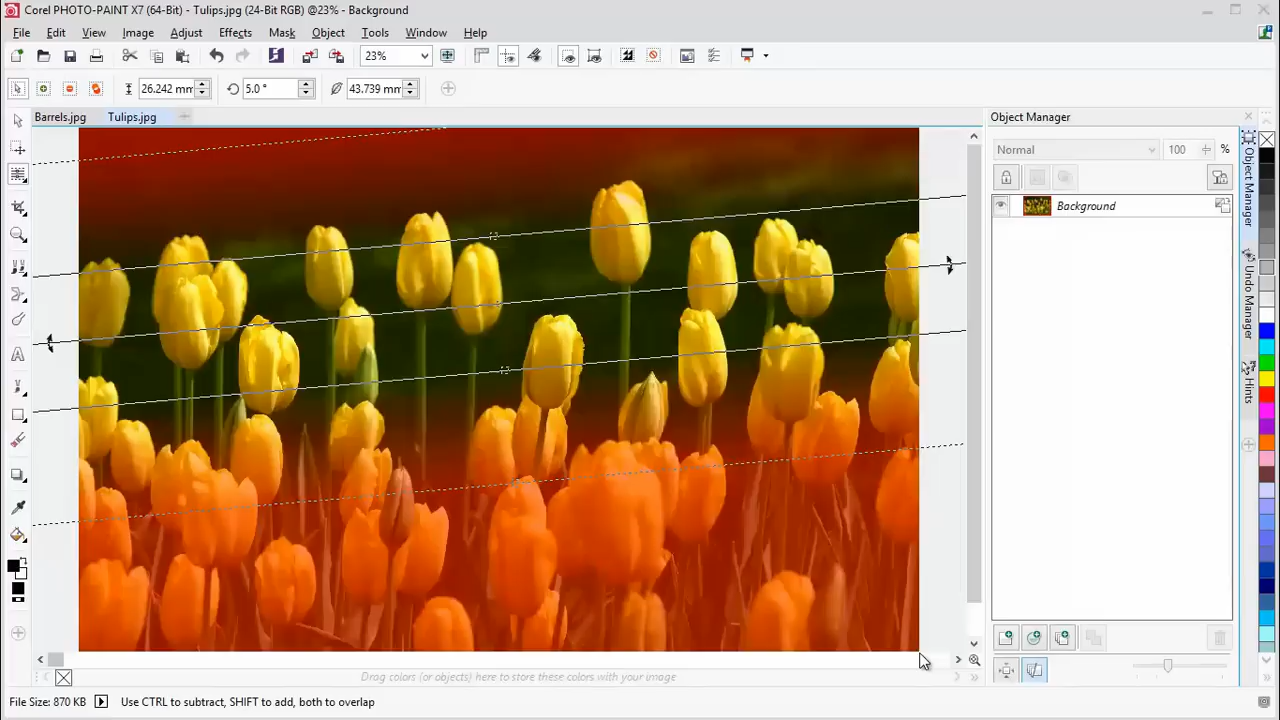 Corel PHOTO-PAINT X7 (64-Bit) - Tulips.jpg (24-Bit RGB) @23% - Background
File Edit View Image Adjust Effects Mask Object Tools Window Help
23%
26.242 mm 5.0 ° 43.739 mm
Barrels.jpg Tulips.jpg
Object Manager
Normal 100 %
Background
Object Manager
Undo Manager
Hints
Drag colors (or objects) here to store these colors with your image
File Size: 870 KB Use CTRL to subtract, SHIFT to add, both to overlap